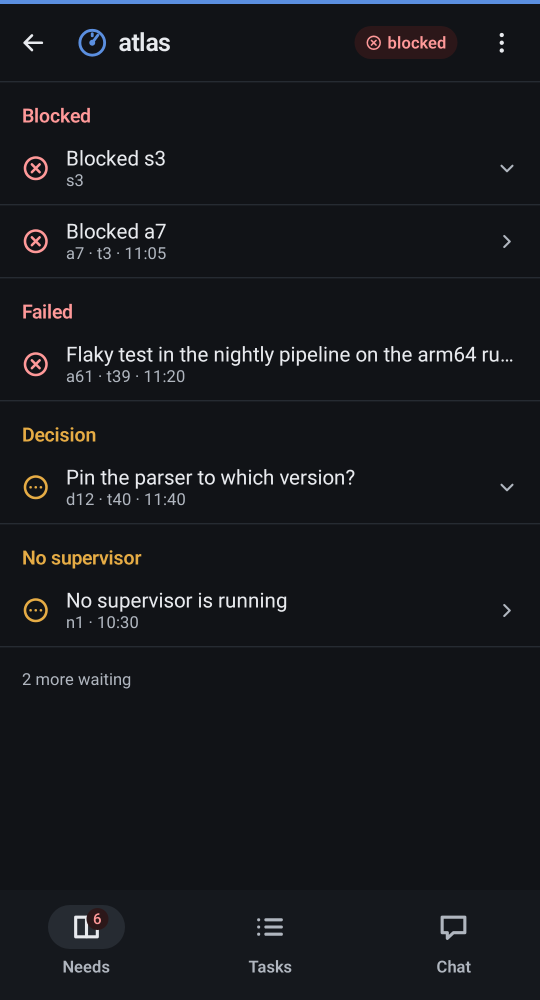 atlas
blocked
Blocked
Blocked s3
s3
Blocked a7
a7 · t3 · 11:05
Failed
Flaky test in the nightly pipeline on the arm64 ru…
a61 · t39 · 11:20
Decision
Pin the parser to which version?
d12 · t40 · 11:40
No supervisor
No supervisor is running
n1 · 10:30
2 more waiting
6
Needs
Tasks
Chat